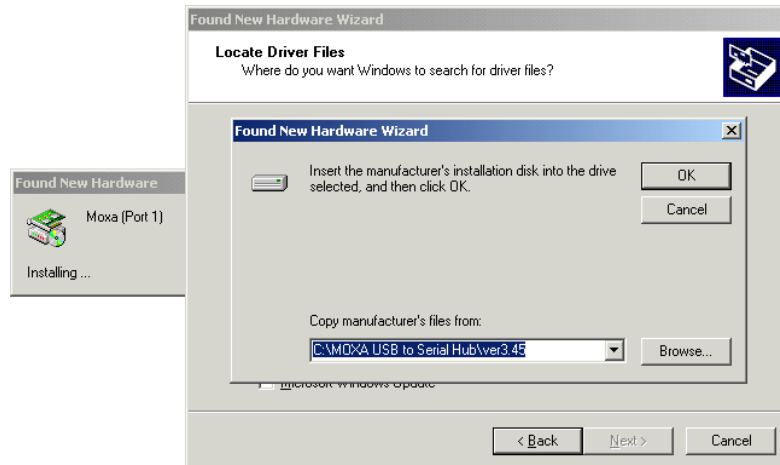 Found New Hardware Wizard
Locate Driver Files
Where do you want Windows to search for driver files?
Found New Hardware Wizard
Insert the manufacturer's installation disk into the drive
selected, and then click OK.
OK
Cancel
Found New Hardware
Moxa (Port 1)
Installing ...
Copy manufacturer's files from:
C:\MOXA USB to Serial Hub\ver3.45
Browse...
Microsoft Windows Update
< Back
Next >
Cancel